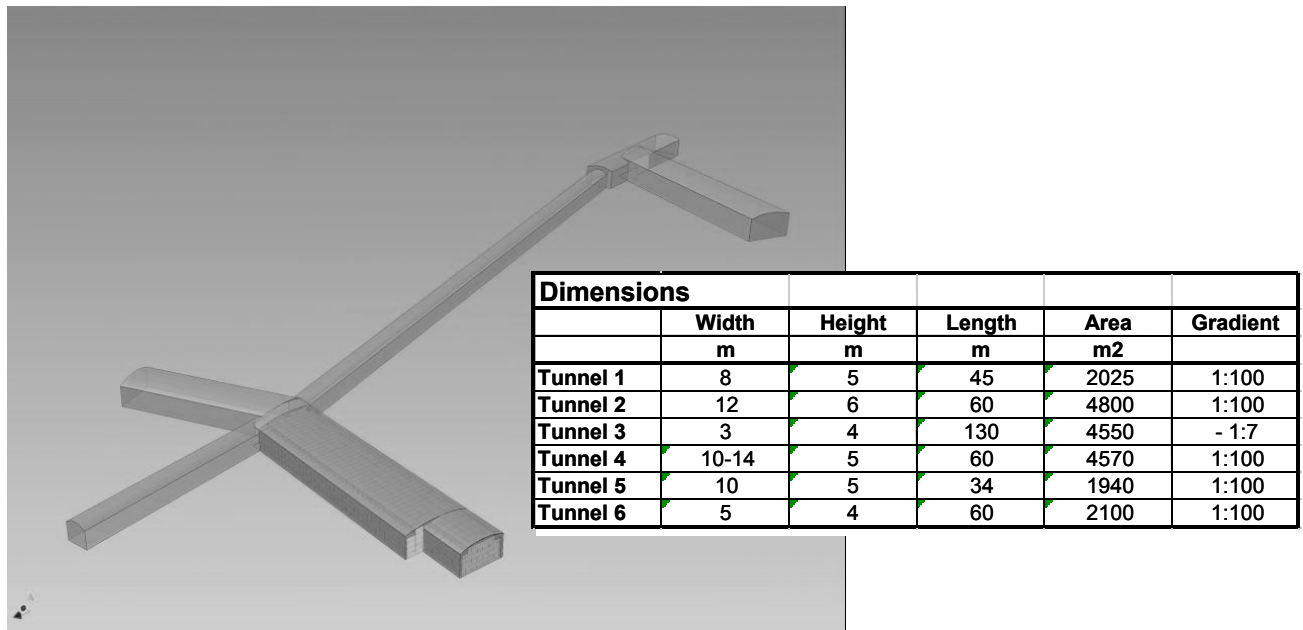 Dimensions
Width Height Length Area Gradient
m m m m2
Tunnel 1 8 5 45 2025 1:100
Tunnel 2 12 6 60 4800 1:100
Tunnel 3 3 4 130 4550 - 1:7
Tunnel 4 10-14 5 60 4570 1:100
Tunnel 5 10 5 34 1940 1:100
Tunnel 6 5 4 60 2100 1:100